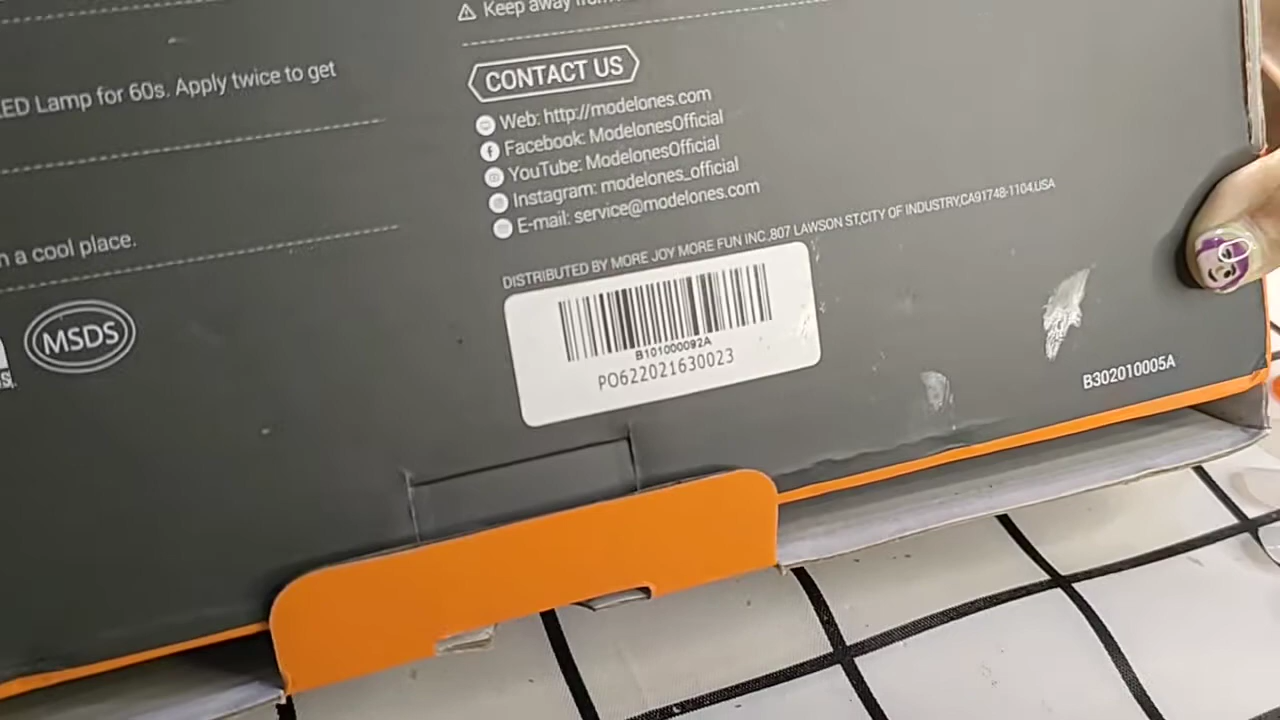 Keep away
ED Lamp for 60s. Apply twice to get
n a cool place.
MSDS
CONTACT US
Web: http://modelones.com
Facebook: ModelonesOfficial
YouTube: ModelonesOfficial
Instagram: modelones_official
E-mail: service@modelones.com
DISTRIBUTED BY MORE JOY MORE FUN INC.,807 LAWSON ST,CITY OF INDUSTRY,CA91748-1104,USA
B101000092A
PO622021630023
B302010005A